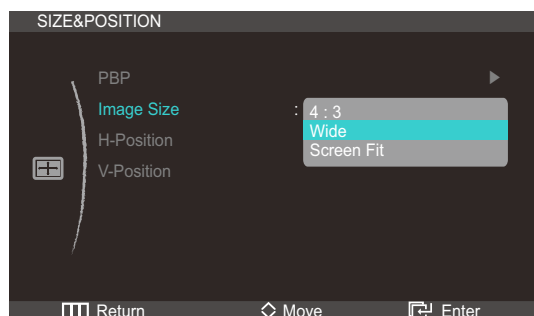 SIZE&POSITION
PBP
Image Size : 4 : 3
Wide
Screen Fit
H-Position
V-Position
Return Move Enter